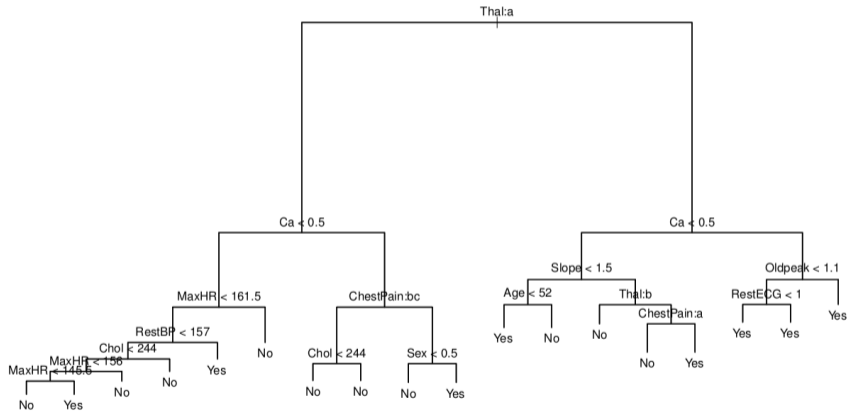 Thal:a
Ca < 0.5
Ca < 0.5
Slope < 1.5
Oldpeak < 1.1
MaxHR < 161.5
ChestPain:bc
Age < 52
Thal:b
RestECG < 1
ChestPain:a
Yes
RestBP < 157
Yes
No
No
Yes
Yes
Chol < 244
No
Chol < 244
Sex < 0.5
MaxHR < 156
No
Yes
MaxHR < 145.5
Yes
No
No
No
No
No
Yes
No
Yes